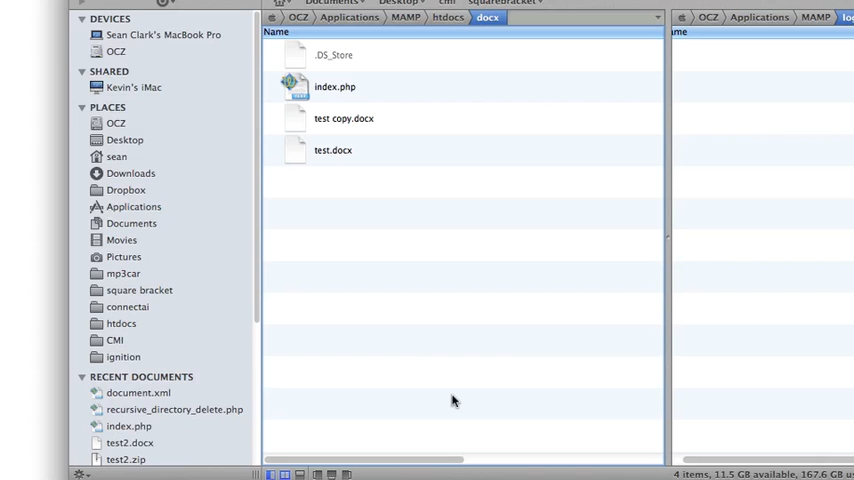 Documents Desktop cmi squarebracket
OCZ Applications MAMP htdocs docx
OCZ Applications MAMP
Name
DEVICES
Sean Clark's MacBook Pro
OCZ
SHARED
Kevin's iMac
PLACES
OCZ
Desktop
sean
Downloads
Dropbox
Applications
Documents
Movies
Pictures
mp3car
square bracket
connectai
htdocs
CMI
ignition
RECENT DOCUMENTS
document.xml
recursive_directory_delete.php
index.php
test2.docx
test2.zip
.DS_Store
index.php
test copy.docx
test.docx
4 items, 11.5 GB available, 167.6 GB